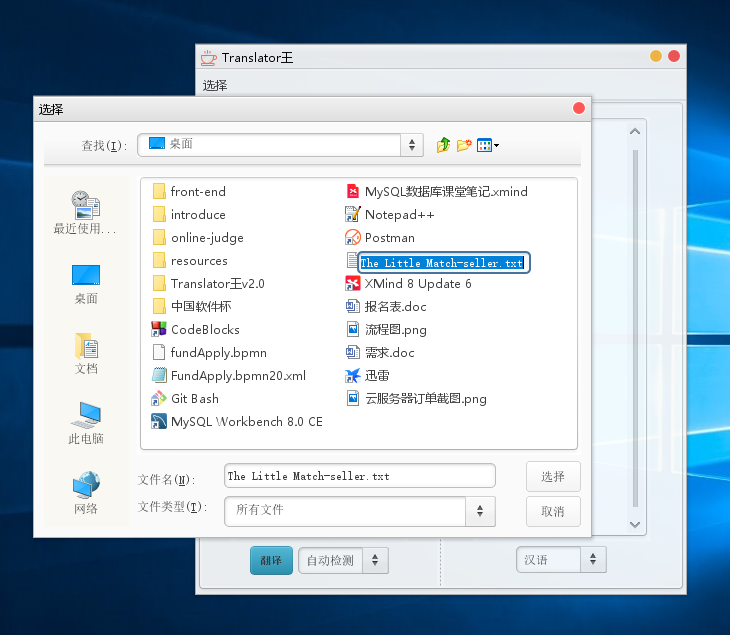 Translator王
选择
选择
查找(I):
桌面
最近使用...
桌面
文档
此电脑
网络
front-end
introduce
online-judge
resources
Translator王v2.0
中国软件杯
CodeBlocks
fundApply.bpmn
FundApply.bpmn20.xml
Git Bash
MySQL Workbench 8.0 CE
MySQL数据库课堂笔记.xmind
Notepad++
Postman
The Little Match-seller.txt
XMind 8 Update 6
报名表.doc
流程图.png
需求.doc
迅雷
云服务器订单截图.png
文件名(N):
The Little Match-seller.txt
选择
文件类型(T):
所有文件
取消
翻译
自动检测
汉语